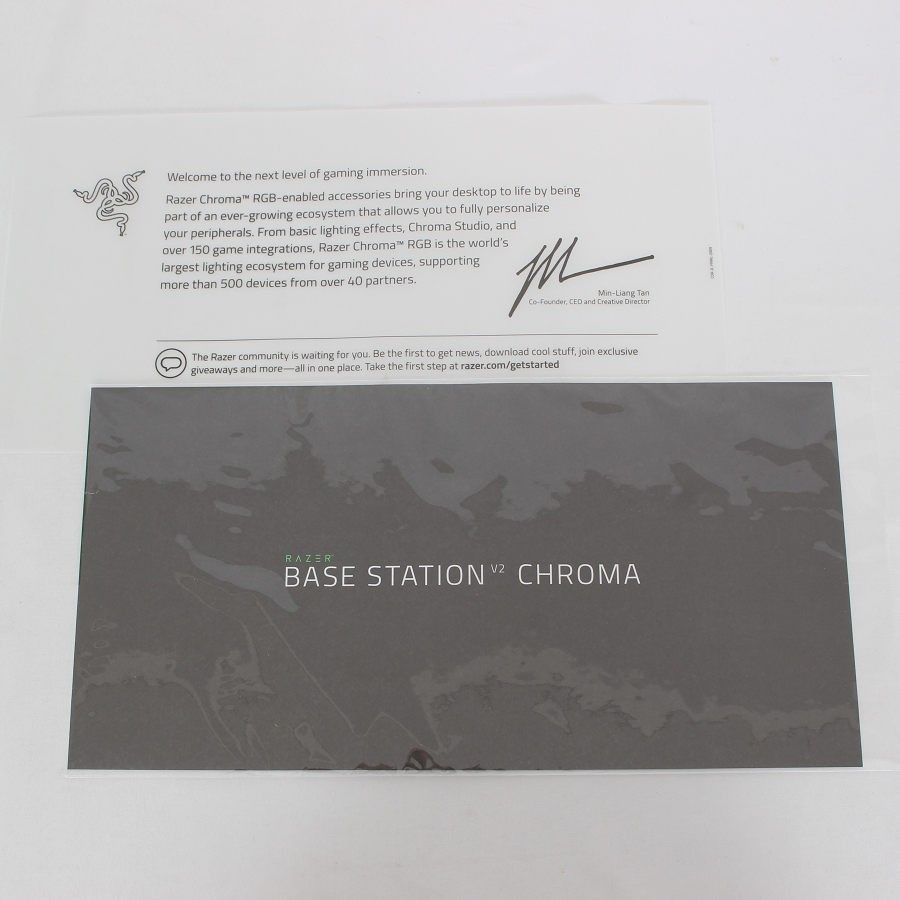 Welcome to the next level of gaming immersion.
Razer Chroma™ RGB-enabled accessories bring your desktop to life by being
part of an ever-growing ecosystem that allows you to fully personalize
your peripherals. From basic lighting effects, Chroma Studio, and
over 150 game integrations, Razer Chroma™ RGB is the world's
largest lighting ecosystem for gaming devices, supporting
more than 500 devices from over 40 partners.
Min-Liang Tan
Co-Founder, CEO and Creative Director
The Razer community is waiting for you. Be the first to get news, download cool stuff, join exclusive
giveaways and more—all in one place. Take the first step at razer.com/getstarted
RAZER
BASE STATION V2 CHROMA